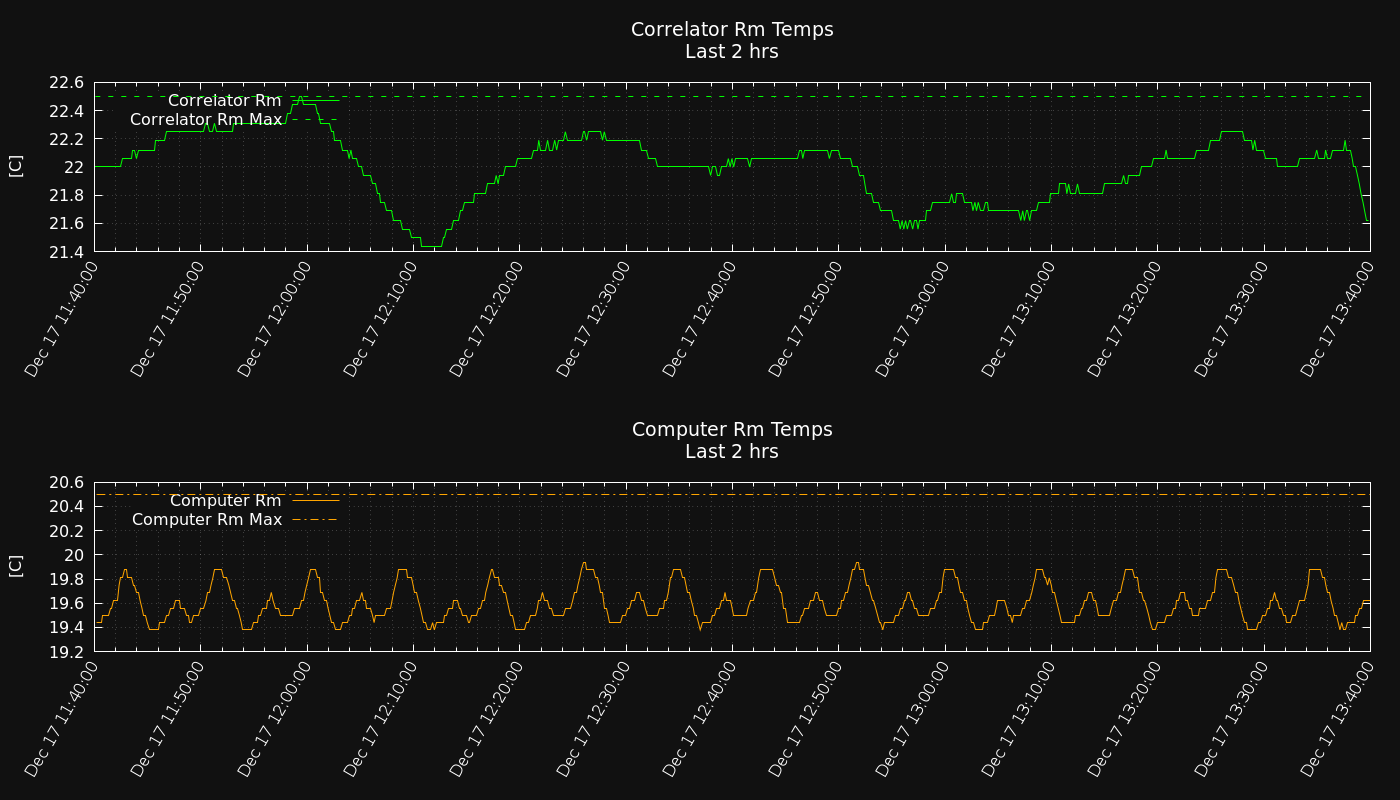 Correlator Rm Temps
Last 2 hrs
22.6
22.4
22.2
22
21.8
21.6
21.4
[C]
Correlator Rm
Correlator Rm Max
Dec 17 11:40:00
Dec 17 11:50:00
Dec 17 12:00:00
Dec 17 12:10:00
Dec 17 12:20:00
Dec 17 12:30:00
Dec 17 12:40:00
Dec 17 12:50:00
Dec 17 13:00:00
Dec 17 13:10:00
Dec 17 13:20:00
Dec 17 13:30:00
Dec 17 13:40:00
Computer Rm Temps
Last 2 hrs
20.6
20.4
20.2
20
19.8
19.6
19.4
19.2
[C]
Computer Rm
Computer Rm Max
Dec 17 11:40:00
Dec 17 11:50:00
Dec 17 12:00:00
Dec 17 12:10:00
Dec 17 12:20:00
Dec 17 12:30:00
Dec 17 12:40:00
Dec 17 12:50:00
Dec 17 13:00:00
Dec 17 13:10:00
Dec 17 13:20:00
Dec 17 13:30:00
Dec 17 13:40:00